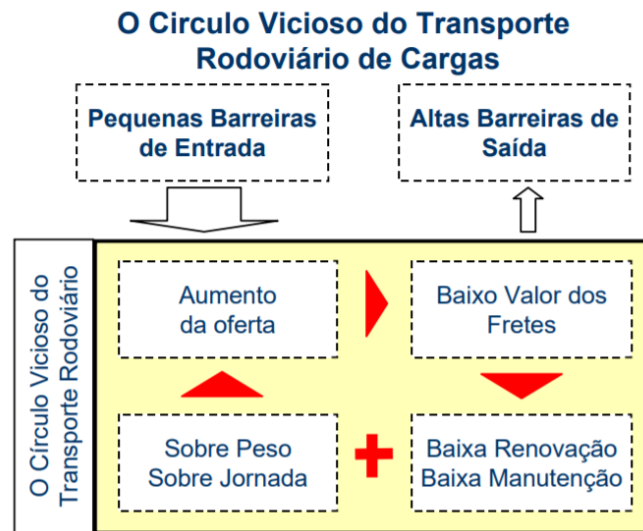 O Circulo Vicioso do Transporte
Rodoviário de Cargas
Pequenas Barreiras
de Entrada
Altas Barreiras de
Saída
O Círculo Vicioso do
Transporte Rodoviário
Aumento
da oferta
Baixo Valor dos
Fretes
Sobre Peso
Sobre Jornada
Baixa Renovação
Baixa Manutenção